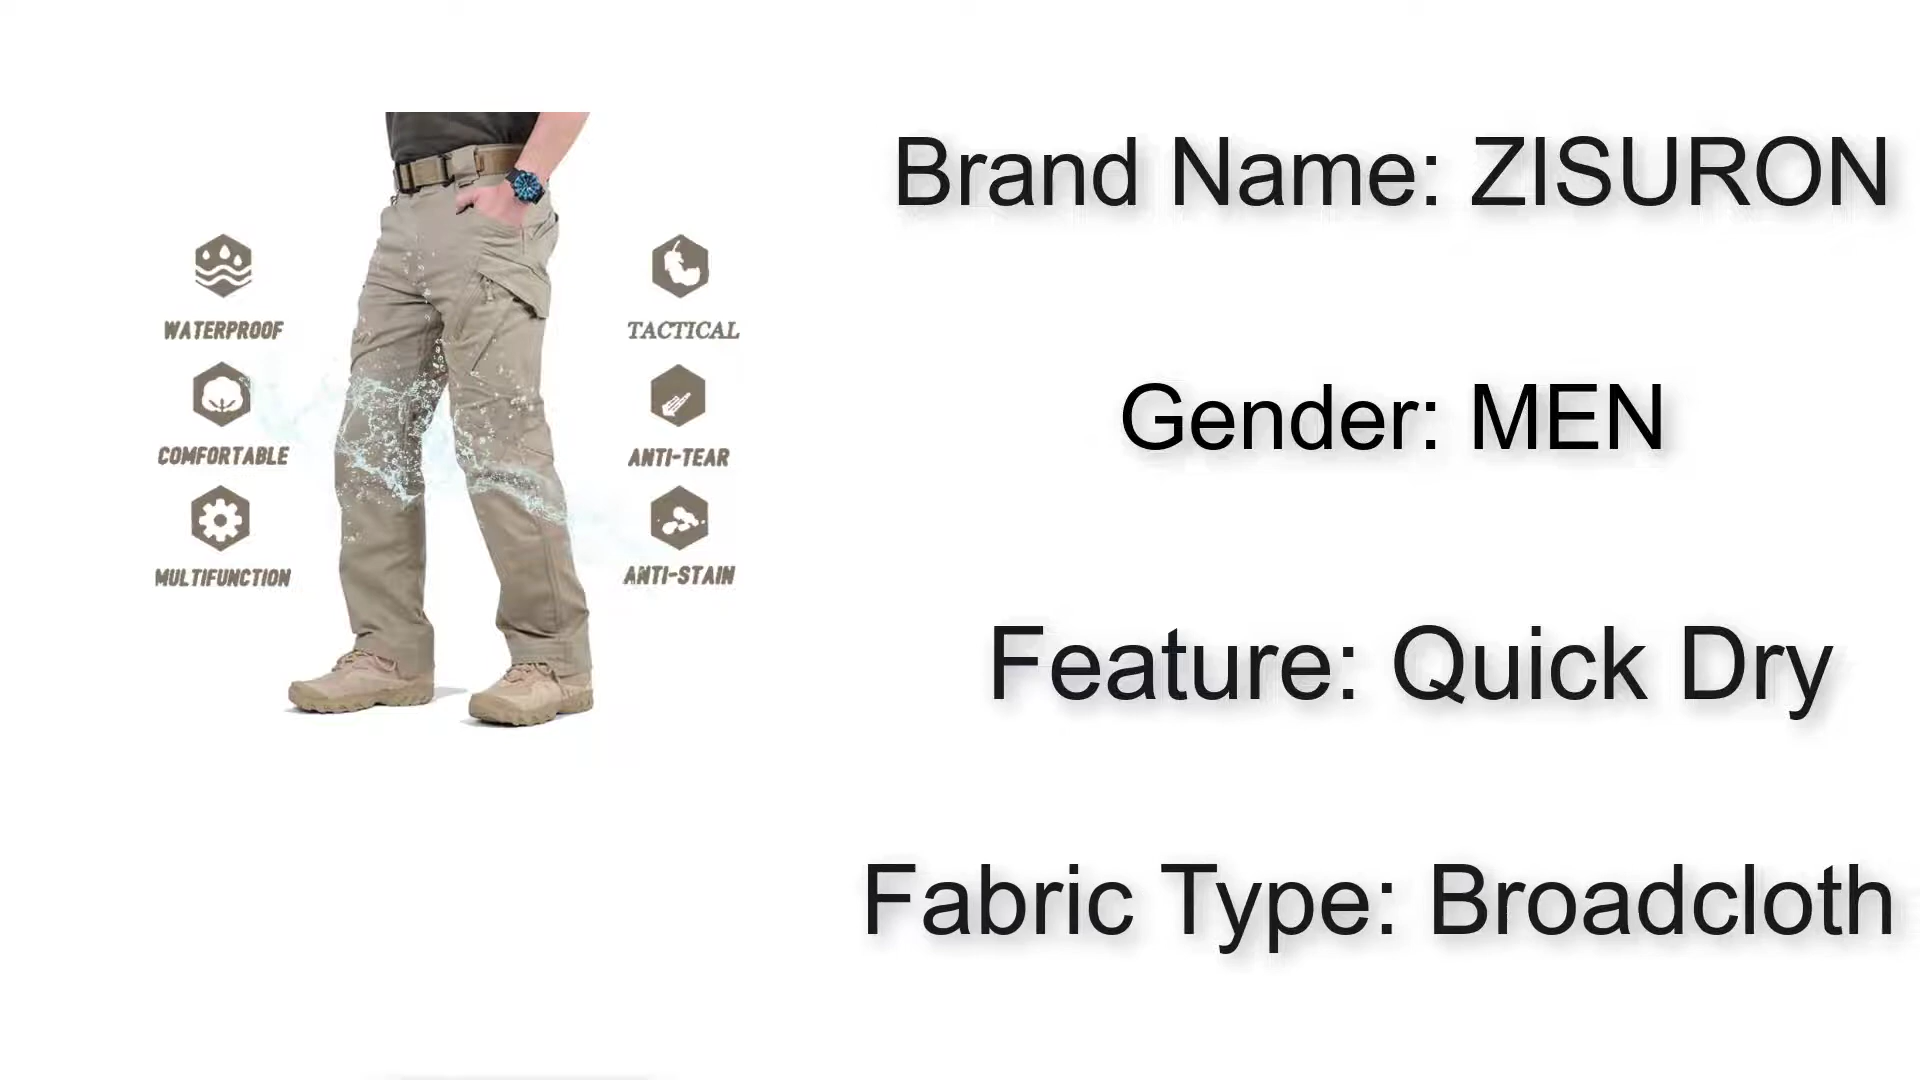 Brand Name: ZISURON
WATERPROOF
TACTICAL
Gender: MEN
COMFORTABLE
ANTI-TEAR
MULTIFUNCTION
ANTI-STAIN
Feature: Quick Dry
Fabric Type: Broadcloth